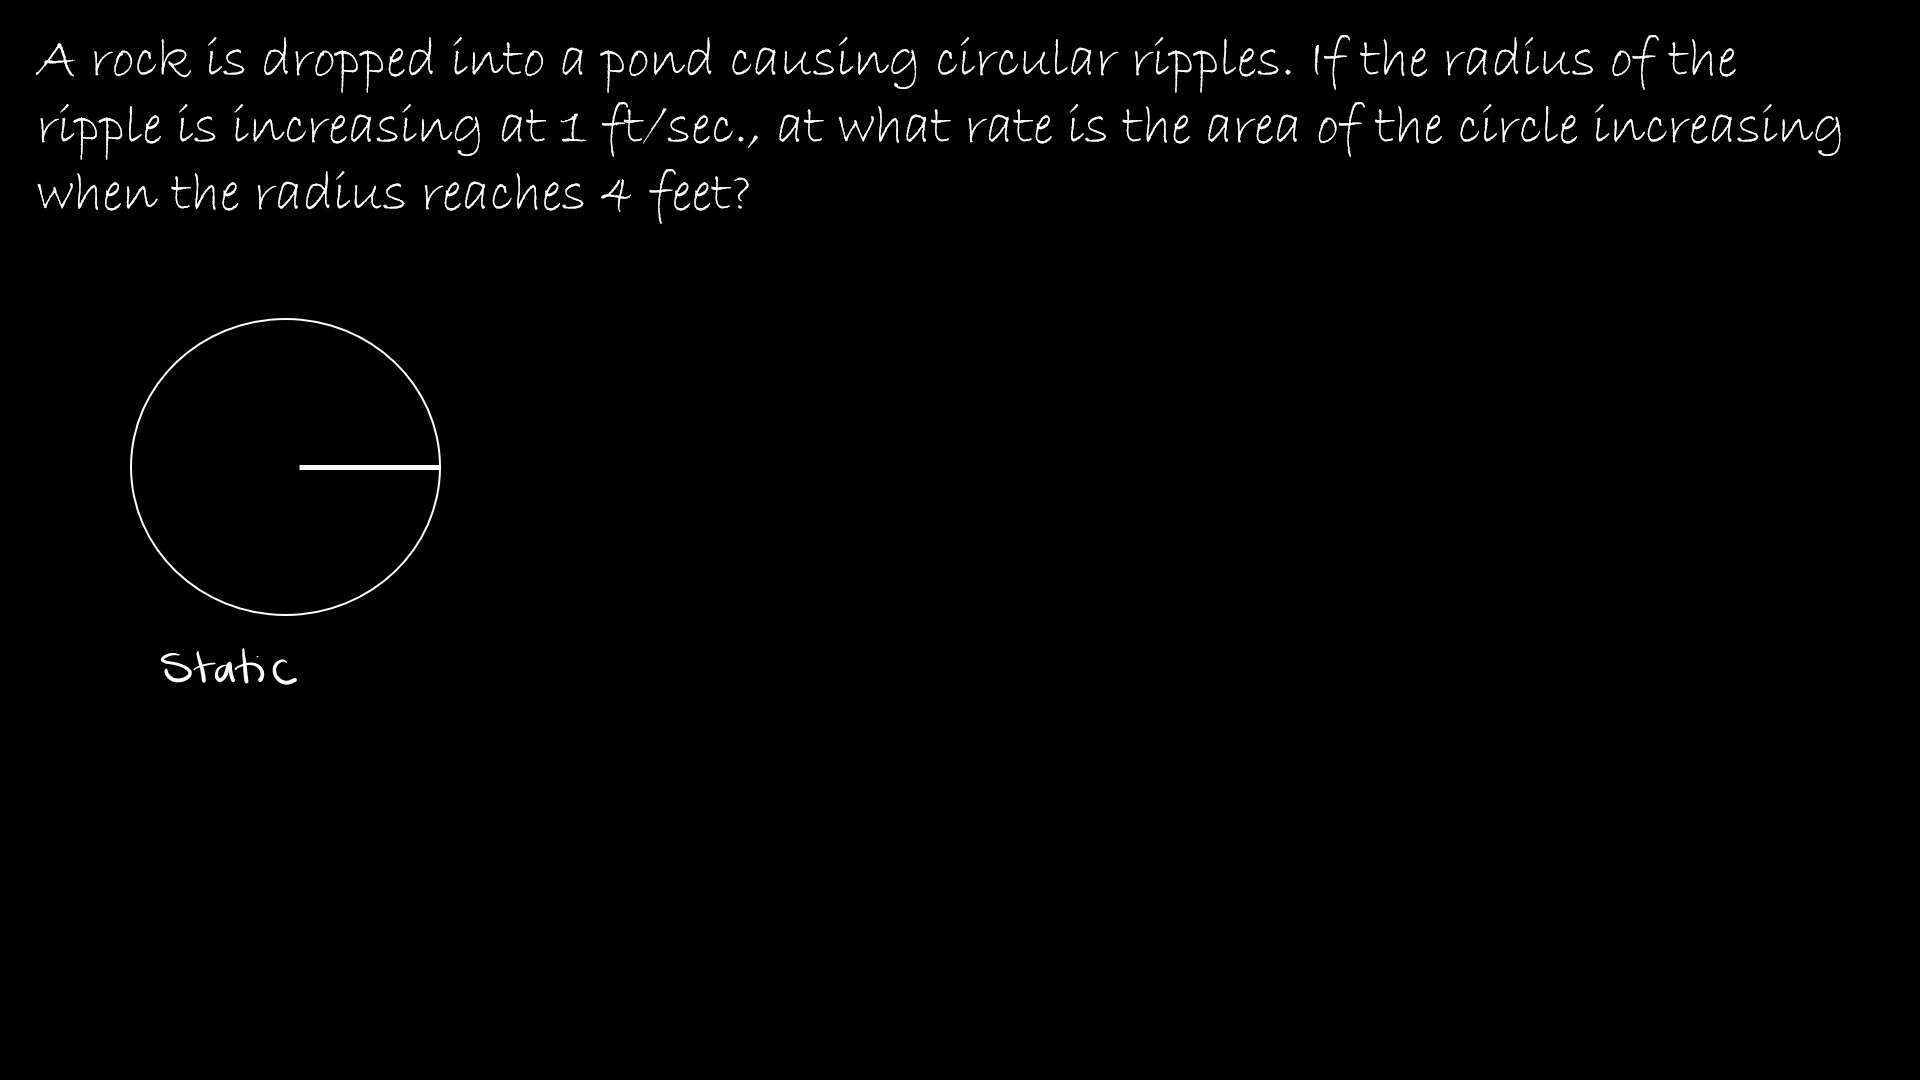 A rock is dropped into a pond causing circular ripples. If the radius of the
ripple is increasing at 1 ft/sec., at what rate is the area of the circle increasing
when the radius reaches 4 feet?
Static